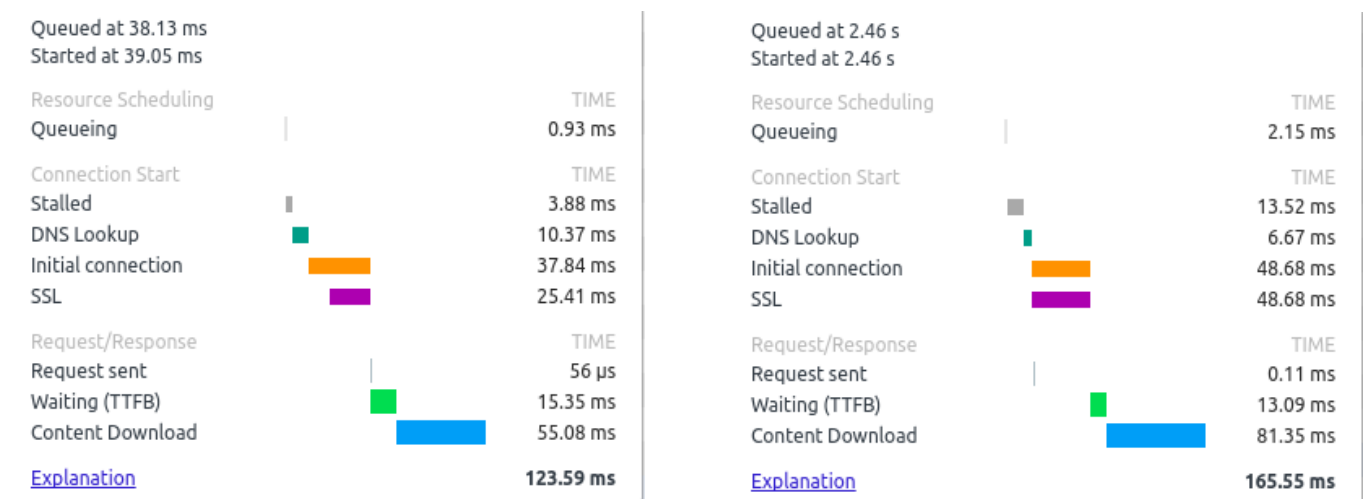 Queued at 38.13 ms
Started at 39.05 ms
Resource Scheduling TIME
Queueing 0.93 ms
Connection Start TIME
Stalled 3.88 ms
DNS Lookup 10.37 ms
Initial connection 37.84 ms
SSL 25.41 ms
Request/Response TIME
Request sent 56 µs
Waiting (TTFB) 15.35 ms
Content Download 55.08 ms
Explanation 123.59 ms
Queued at 2.46 s
Started at 2.46 s
Resource Scheduling TIME
Queueing 2.15 ms
Connection Start TIME
Stalled 13.52 ms
DNS Lookup 6.67 ms
Initial connection 48.68 ms
SSL 48.68 ms
Request/Response TIME
Request sent 0.11 ms
Waiting (TTFB) 13.09 ms
Content Download 81.35 ms
Explanation 165.55 ms